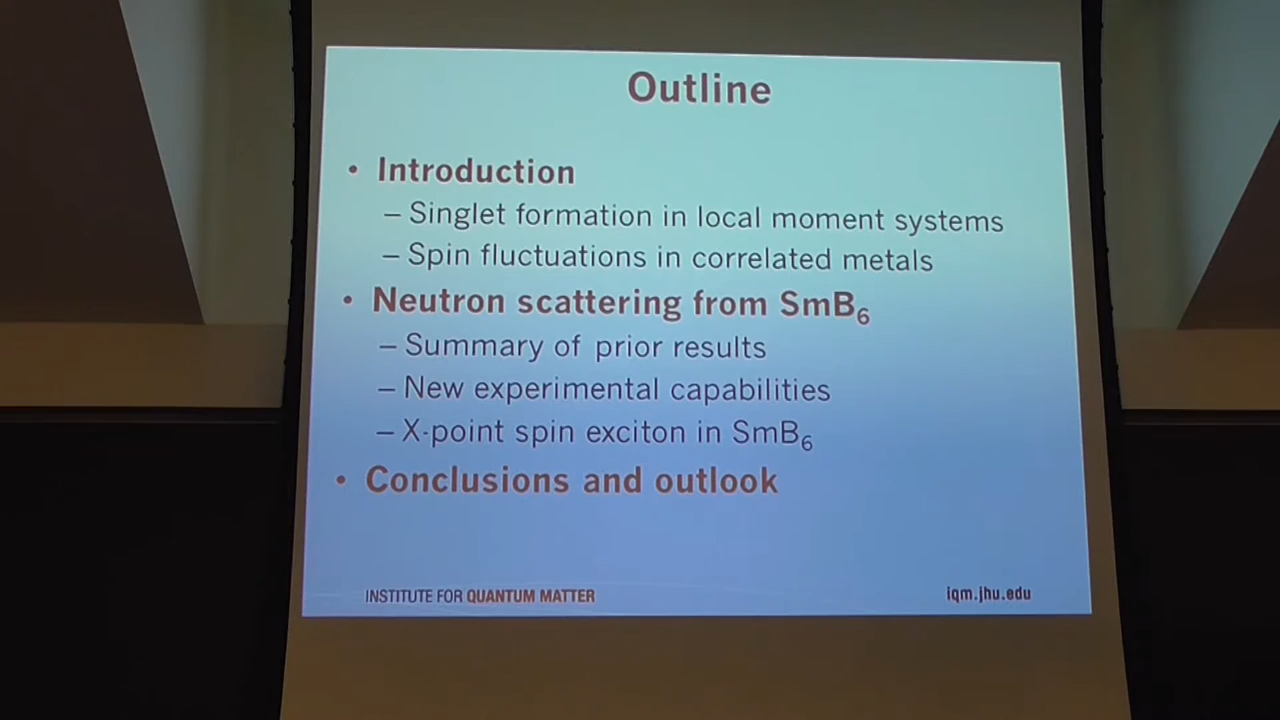 Outline
• Introduction
– Singlet formation in local moment systems
– Spin fluctuations in correlated metals
• Neutron scattering from SmB₆
– Summary of prior results
– New experimental capabilities
– X-point spin exciton in SmB₆
• Conclusions and outlook
INSTITUTE FOR QUANTUM MATTER
iqm.jhu.edu